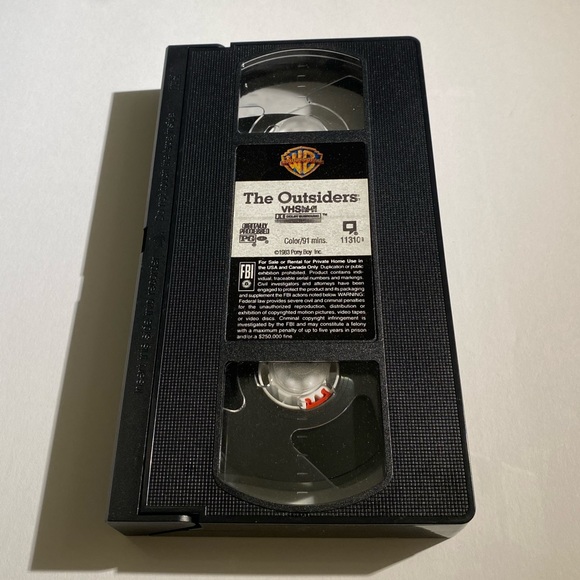 WB
The Outsiders
VHS
DIGITALLY
PROCESSED
PG
Color/91 mins.
11310
©1983 Pony Boy Inc.
FBI
For Sale or Rental for Private Home Use in
the USA and Canada Only. Duplication or public
exhibition prohibited. Product contains indi-
vidual, traceable serial numbers and markings.
Civil investigators and attorneys have been
engaged to protect the product and its packaging
and supplement the FBI actions noted below. WARNING:
Federal law provides severe civil and criminal penalties
for the unauthorized reproduction, distribution or
exhibition of copyrighted motion pictures, video tapes
or video discs. Criminal copyright infringement is
investigated by the FBI and may constitute a felony
with a maximum penalty of up to five years in prison
and/or a $250,000 fine.